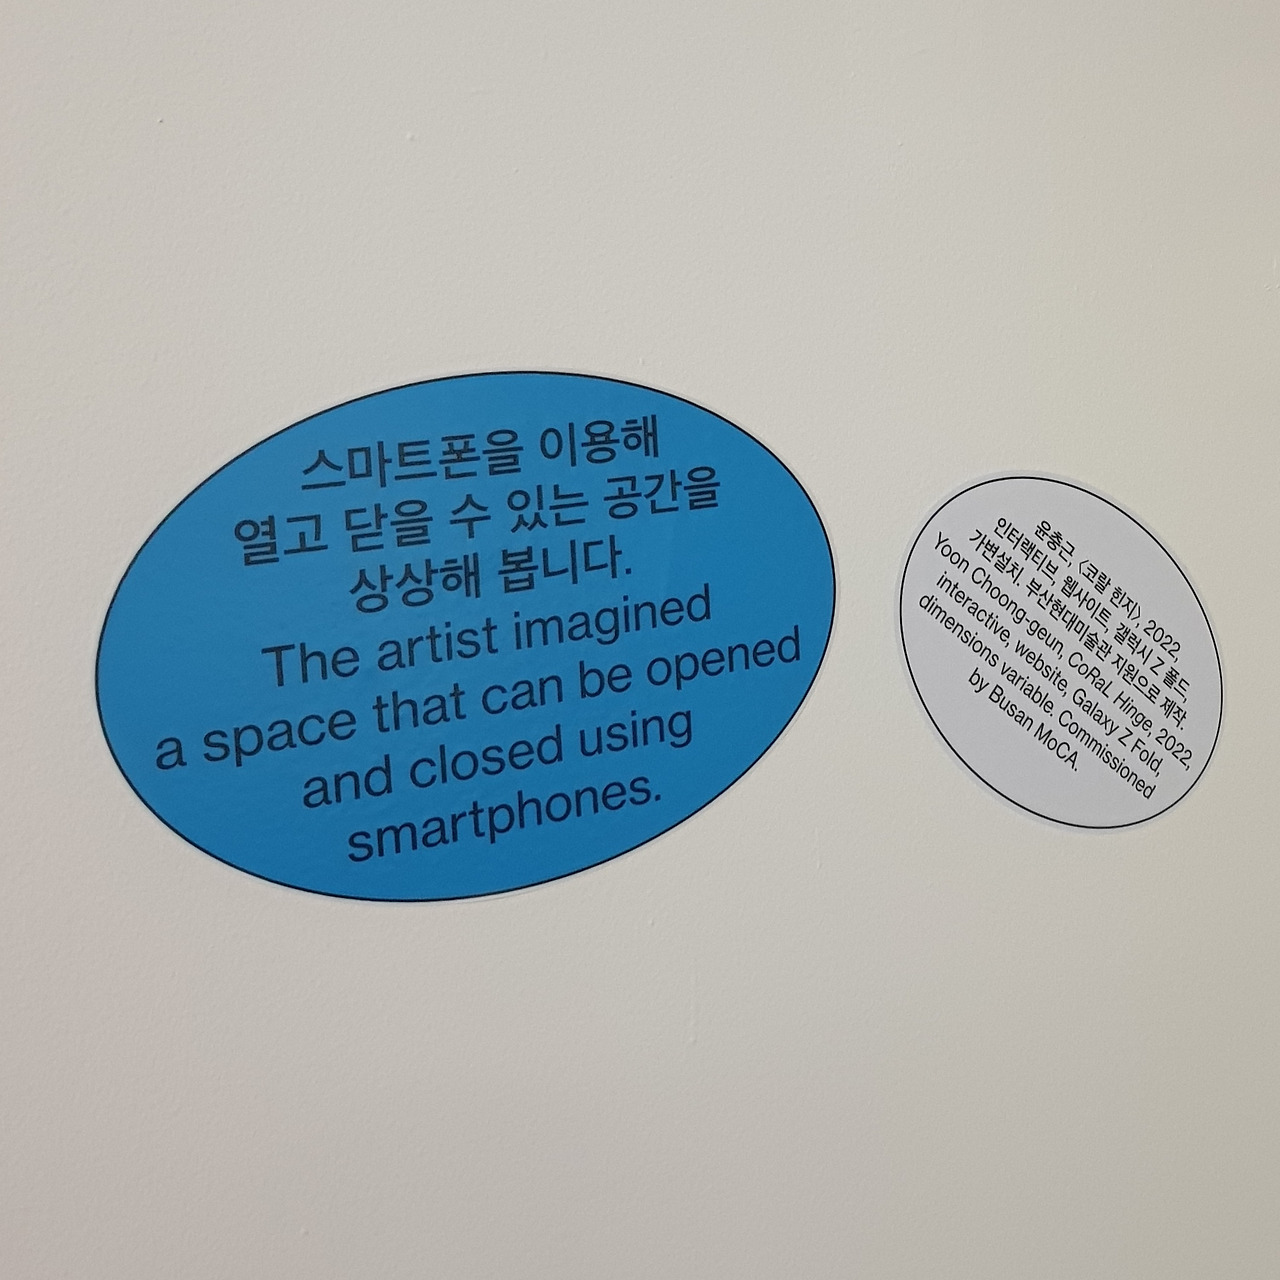 스마트폰을 이용해
열고 닫을 수 있는 공간을
상상해 봅니다.
The artist imagined
a space that can be opened
and closed using
smartphones.
윤충근, 〈코랄 힌지〉, 2022,
인터랙티브, 웹사이트, 갤럭시 Z 폴드,
가변설치. 부산현대미술관 지원으로 제작.
Yoon Choong-geun, CoRaL Hinge, 2022,
interactive, website, Galaxy Z Fold,
dimensions variable. Commissioned
by Busan MoCA.